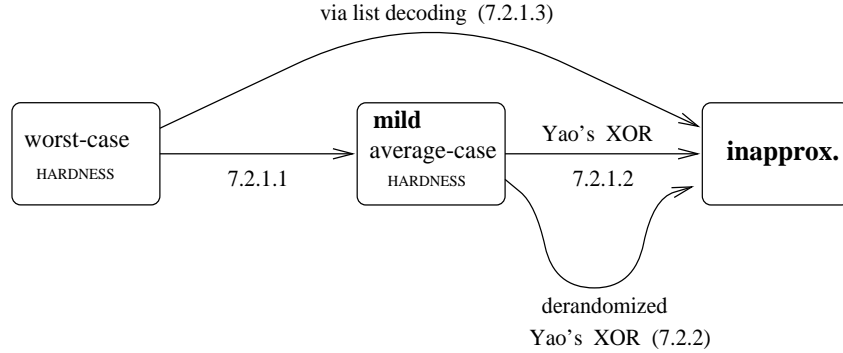 via list decoding (7.2.1.3)
worst-case
HARDNESS
7.2.1.1
mild
average-case
HARDNESS
Yao's XOR
7.2.1.2
inapprox.
derandomized
Yao's XOR (7.2.2)